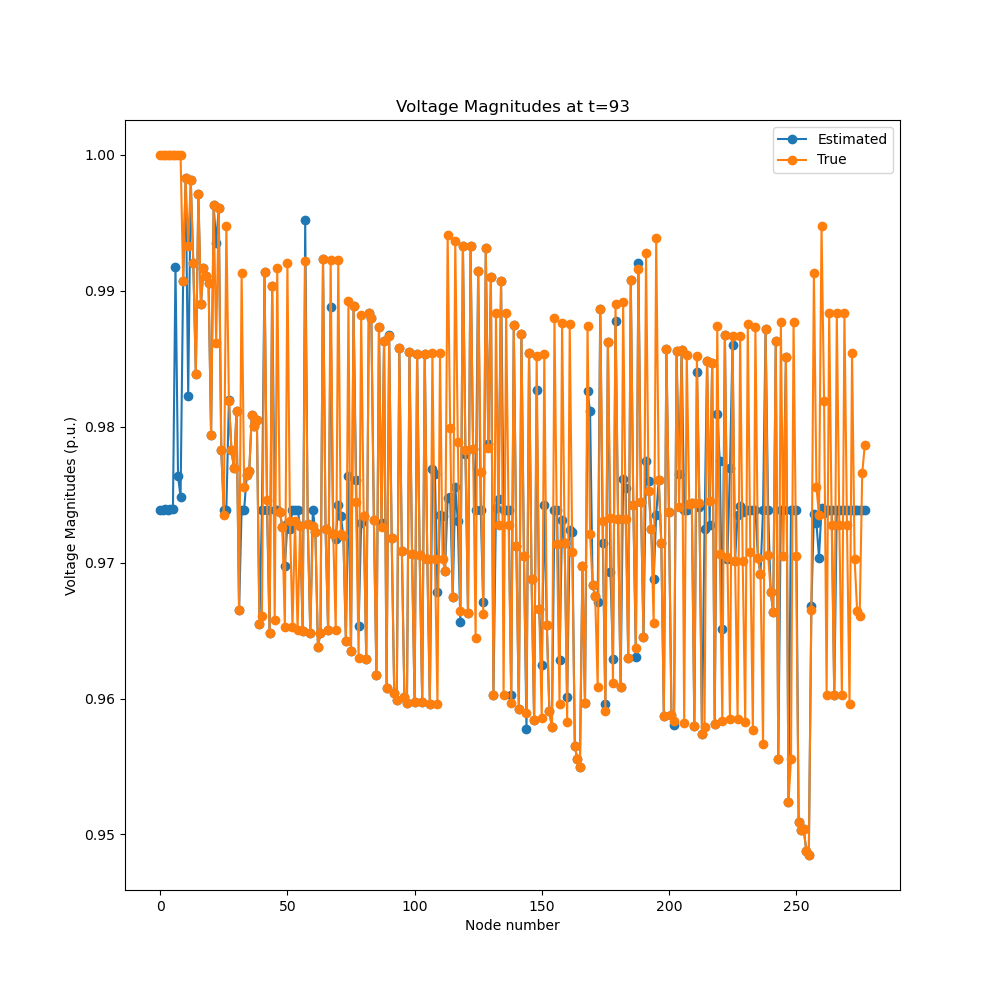 Voltage Magnitudes at t=93
Estimated
True
Voltage Magnitudes (p.u.)
1.00
0.99
0.98
0.97
0.96
0.95
0 50 100 150 200 250
Node number